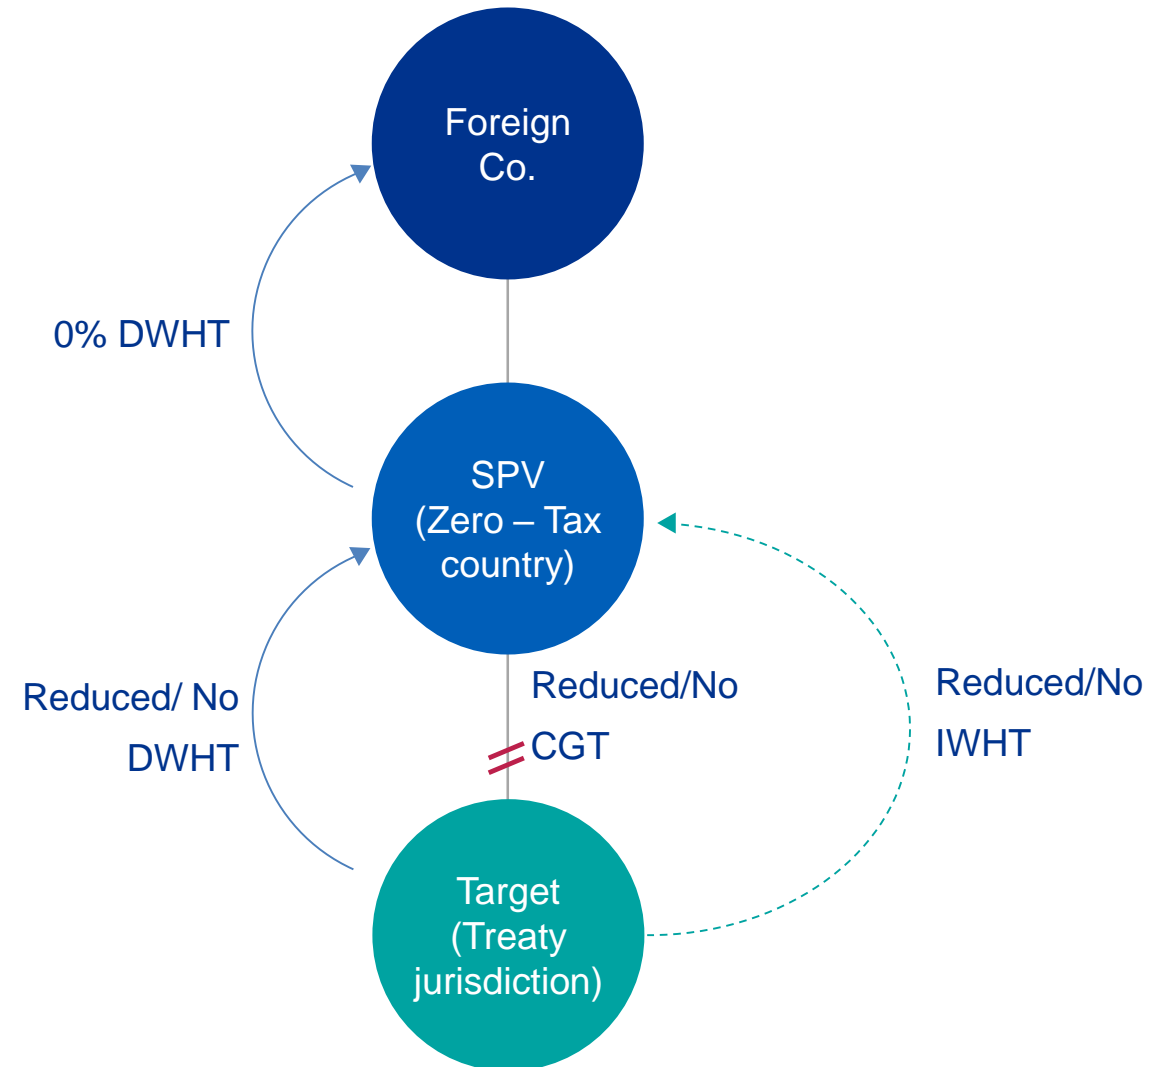 Foreign
Co.
0% DWHT
SPV
(Zero – Tax
country)
Reduced/ No
DWHT
Reduced/No
CGT
Reduced/No
IWHT
Target
(Treaty
jurisdiction)